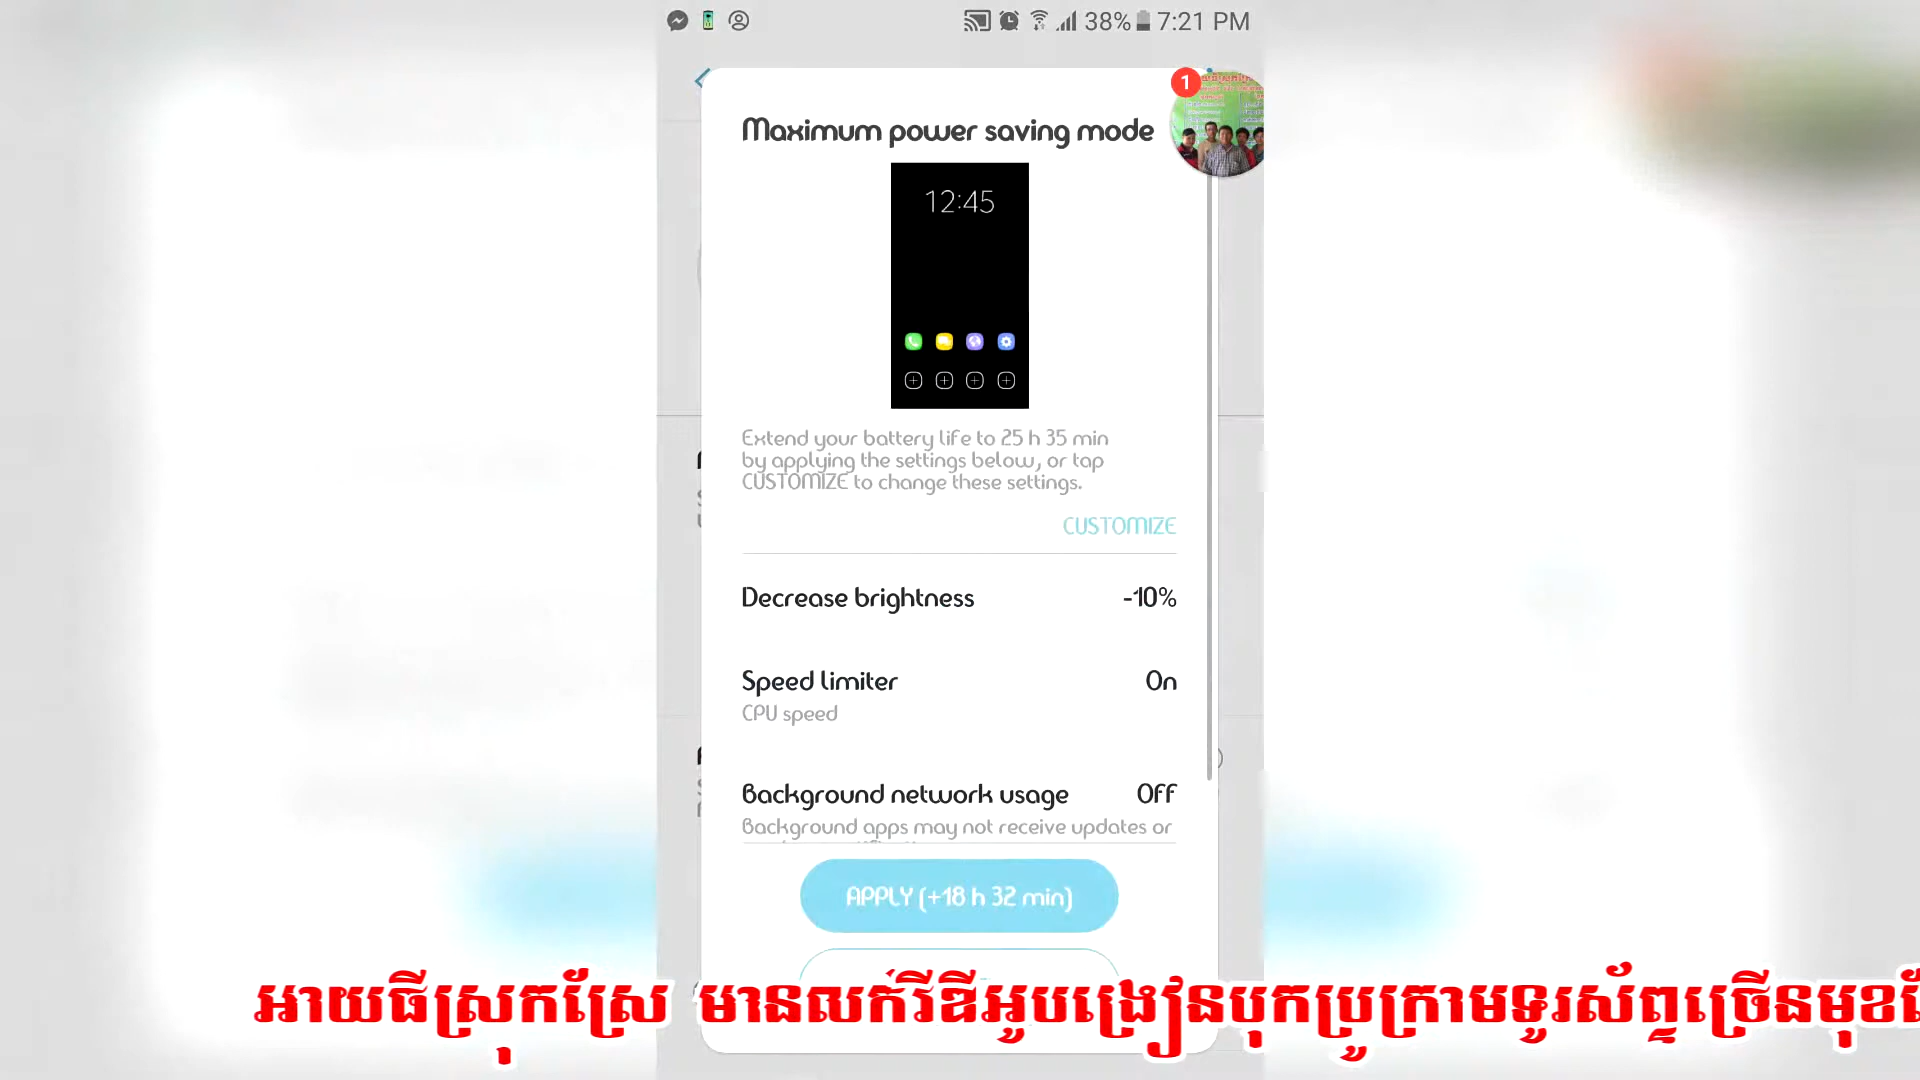 38% 7:21 PM
1
Maximum power saving mode
12:45
Extend your battery life to 25 h 35 min
by applying the settings below, or tap
CUSTOMIZE to change these settings.
CUSTOMIZE
Decrease brightness -10%
Speed limiter On
CPU speed
Background network usage Off
Background apps may not receive updates or
APPLY (+18 h 32 min)
អាយធីស្រុកស្រែ មានលក់វីឌីអូបង្រៀនបុកប្រូក្រាមទូរស័ព្ទច្រើនមុខ